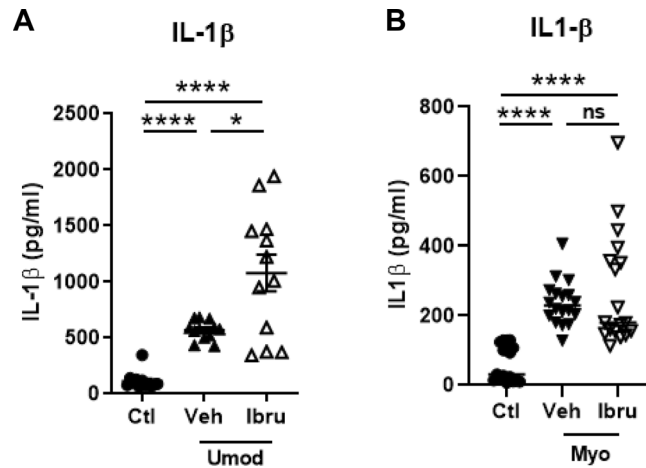 A
IL-1β
****
**** *
2500
2000
1500
1000
500
0
IL-1β (pg/ml)
Ctl Veh Ibru
Umod
B
IL1-β
****
**** ns
800
600
400
200
0
IL1β (pg/ml)
Ctl Veh Ibru
Myo